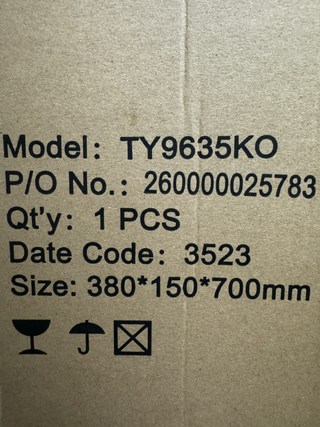 Model: TY9635KO
P/O No.: 260000025783
Qt'y: 1 PCS
Date Code: 3523
Size: 380*150*700mm